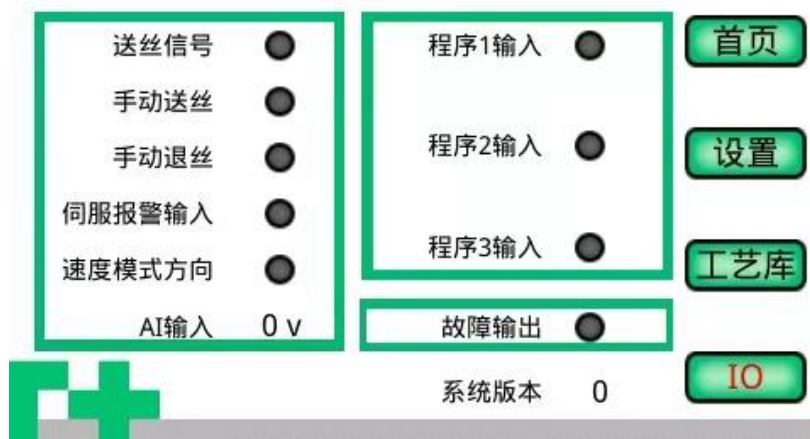 送丝信号
手动送丝
手动退丝
伺服报警输入
速度模式方向
AI输入 0 v
程序1输入
程序2输入
程序3输入
故障输出
系统版本 0
首页
设置
工艺库
IO